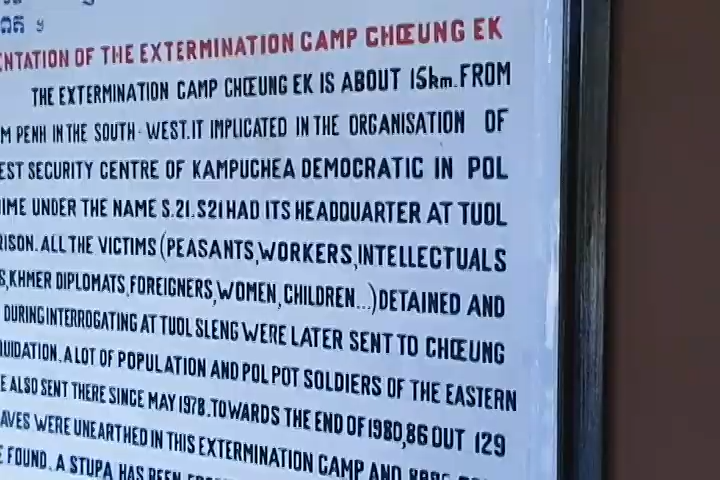 NTATION OF THE EXTERMINATION CAMP CHŒUNG EK
THE EXTERMINATION CAMP CHŒUNG EK IS ABOUT 15km.FROM
M PENH IN THE SOUTH-WEST.IT IMPLICATED IN THE ORGANISATION OF
EST SECURITY CENTRE OF KAMPUCHEA DEMOCRATIC IN POL
IME UNDER THE NAME S.21.S21 HAD ITS HEADQUARTER AT TUOL
RISON.ALL THE VICTIMS (PEASANTS,WORKERS,INTELLECTUALS
S,KHMER DIPLOMATS,FOREIGNERS,WOMEN,CHILDREN...)DETAINED AND
DURING INTERROGATING AT TUOL SLENG WERE LATER SENT TO CHŒUNG
UIDATION.A LOT OF POPULATION AND POL POT SOLDIERS OF THE EASTERN
E ALSO SENT THERE SINCE MAY 1978.TOWARDS THE END OF 1980,86 OUT 129
AVES WERE UNEARTHED IN THIS EXTERMINATION CAMP AND
E FOUND. A STUPA HAS BEEN